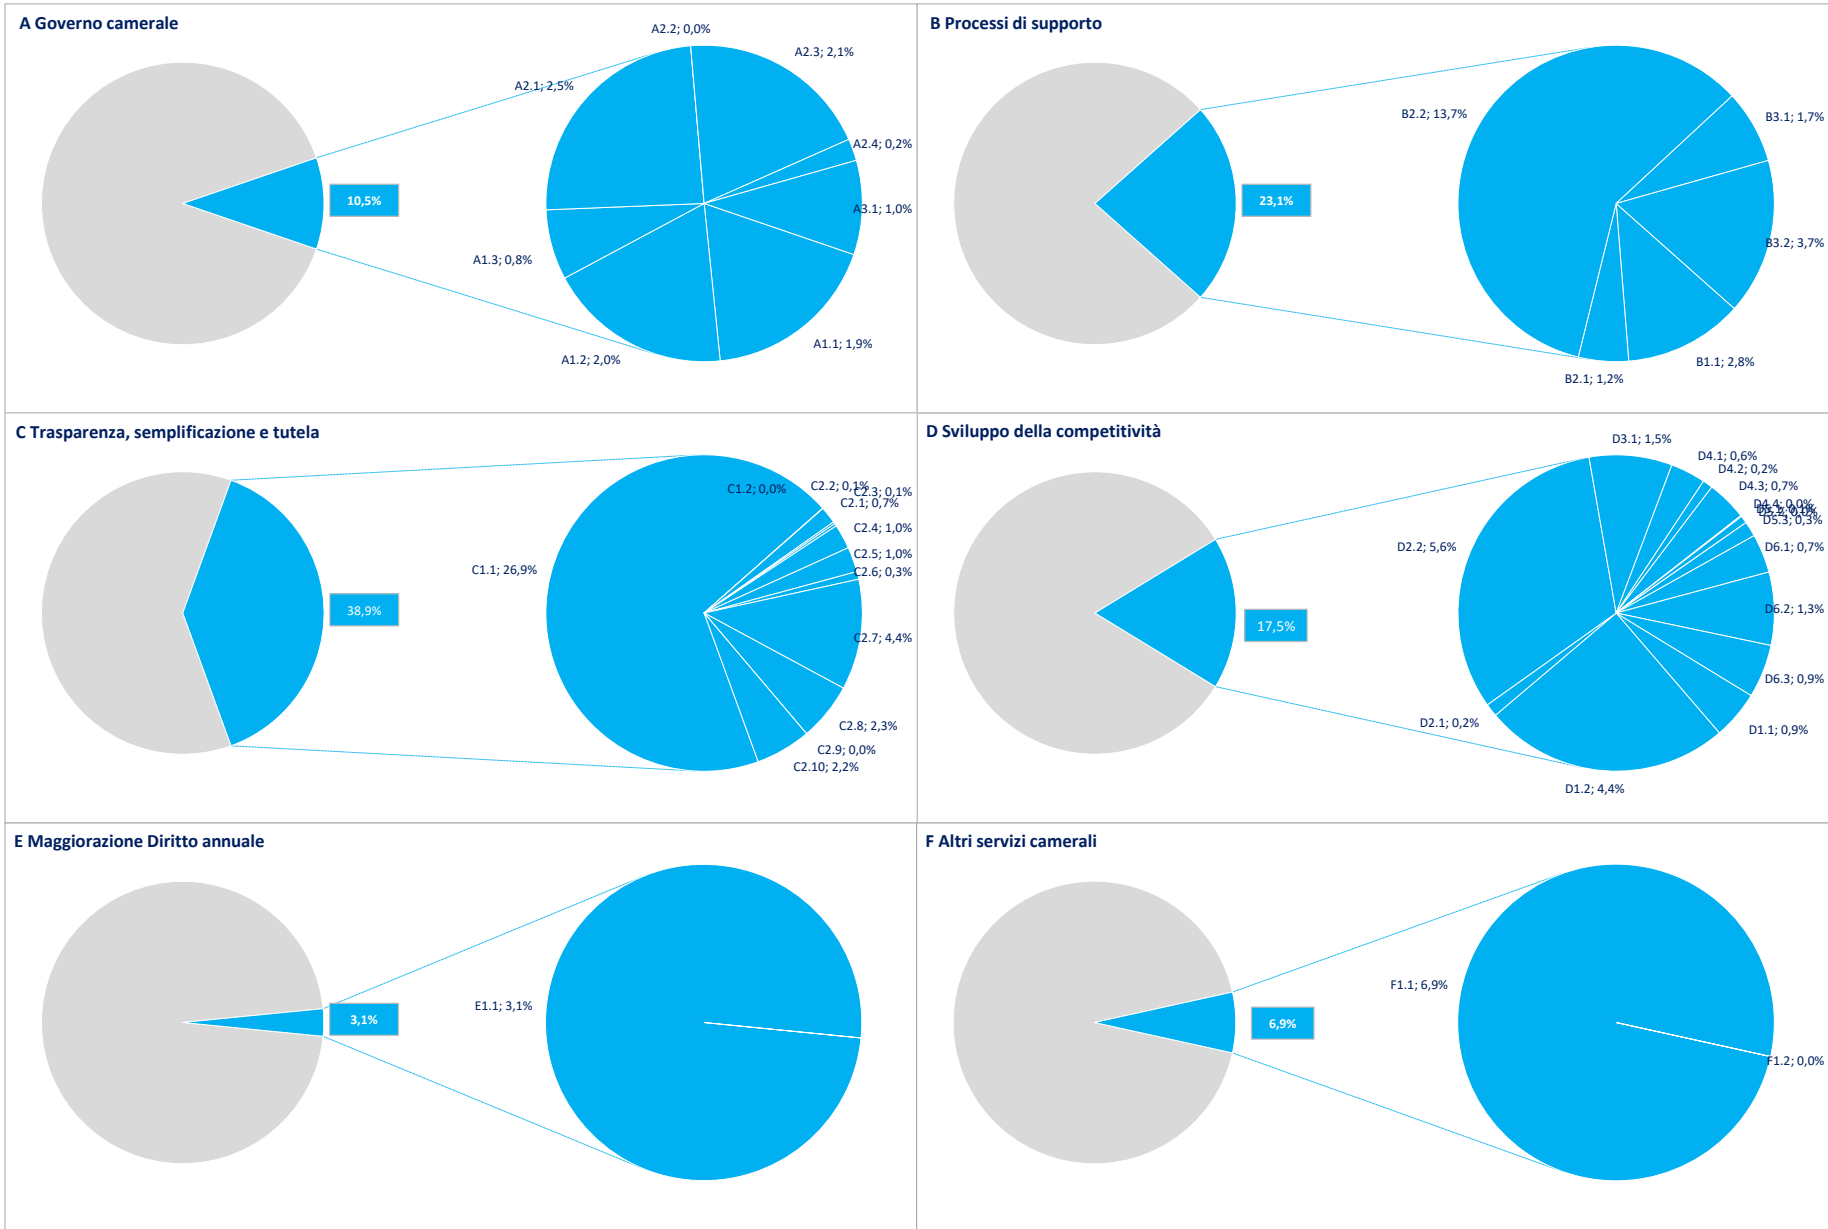 A Governo camerale
A2.2; 0,0%
A2.3; 2,1%
A2.1; 2,5%
A2.4; 0,2%
10,5%
A3.1; 1,0%
A1.3; 0,8%
A1.1; 1,9%
A1.2; 2,0%
B Processi di supporto
B2.2; 13,7%
B3.1; 1,7%
23,1%
B3.2; 3,7%
B1.1; 2,8%
B2.1; 1,2%
C Trasparenza, semplificazione e tutela
C1.2; 0,0%
C2.2; 0,1%
C2.3; 0,1%
C2.1; 0,7%
C2.4; 1,0%
C2.5; 1,0%
C1.1; 26,9%
C2.6; 0,3%
38,9%
C2.7; 4,4%
C2.8; 2,3%
C2.9; 0,0%
C2.10; 2,2%
D Sviluppo della competitività
D3.1; 1,5%
D4.1; 0,6%
D4.2; 0,2%
D4.3; 0,7%
D4.4; 0,0%
D5.3; 0,3%
D2.2; 5,6%
D6.1; 0,7%
D6.2; 1,3%
17,5%
D6.3; 0,9%
D2.1; 0,2%
D1.1; 0,9%
D1.2; 4,4%
E Maggiorazione Diritto annuale
E1.1; 3,1%
3,1%
F Altri servizi camerali
F1.1; 6,9%
6,9%
F1.2; 0,0%